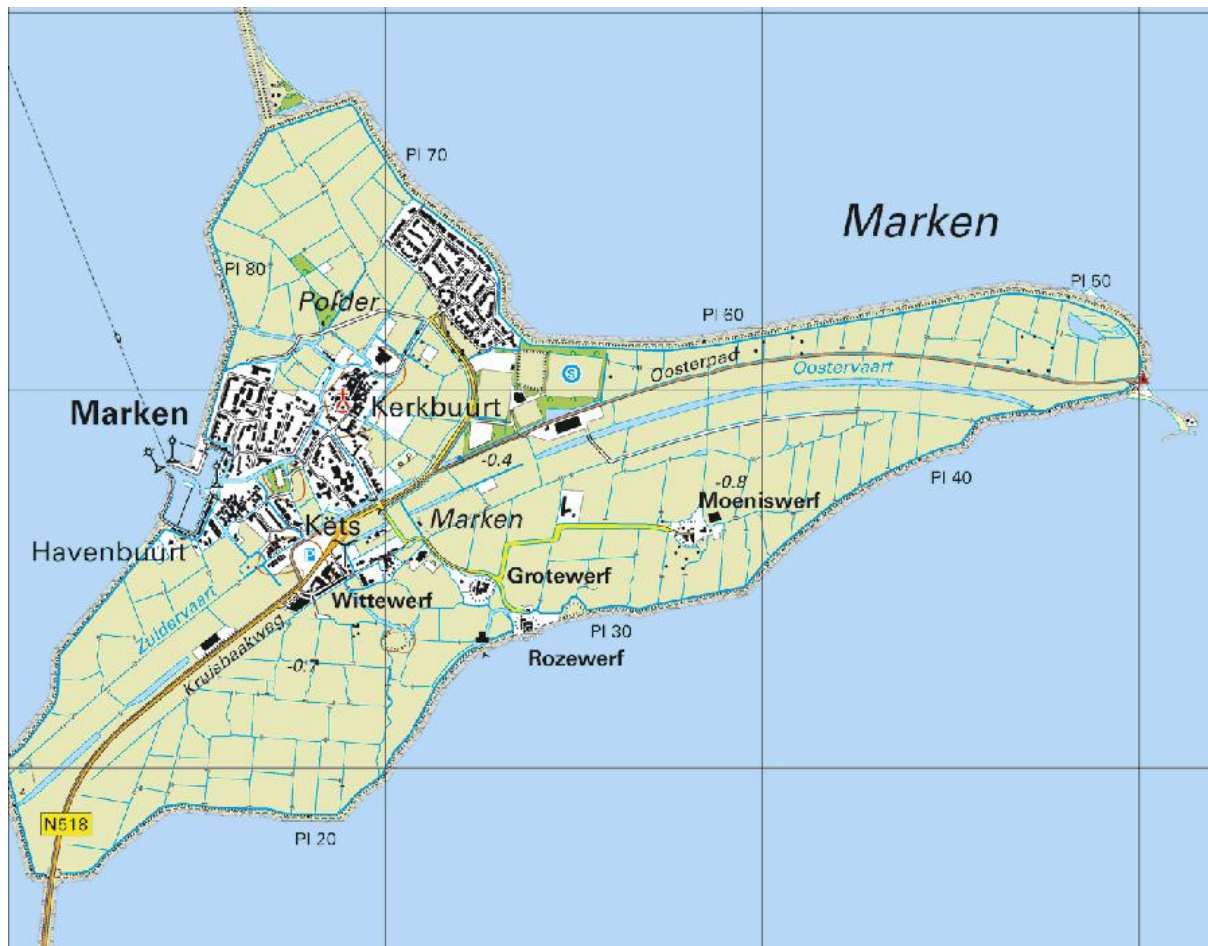 Pl 70
Marken
Pl 80
Polder
Pl 50
Pl 60
Oosterpad
Oostervaart
Marken
Kerkbuurt
S
-0.4
Pl 40
-0.8
Moeniswerf
Marken
Kets
Havenbuurt
P
Grotewerf
Wittewerf
Zuidervaart
Pl 30
Rozewerf
Kruisbaakweg
-0.7
N518
Pl 20